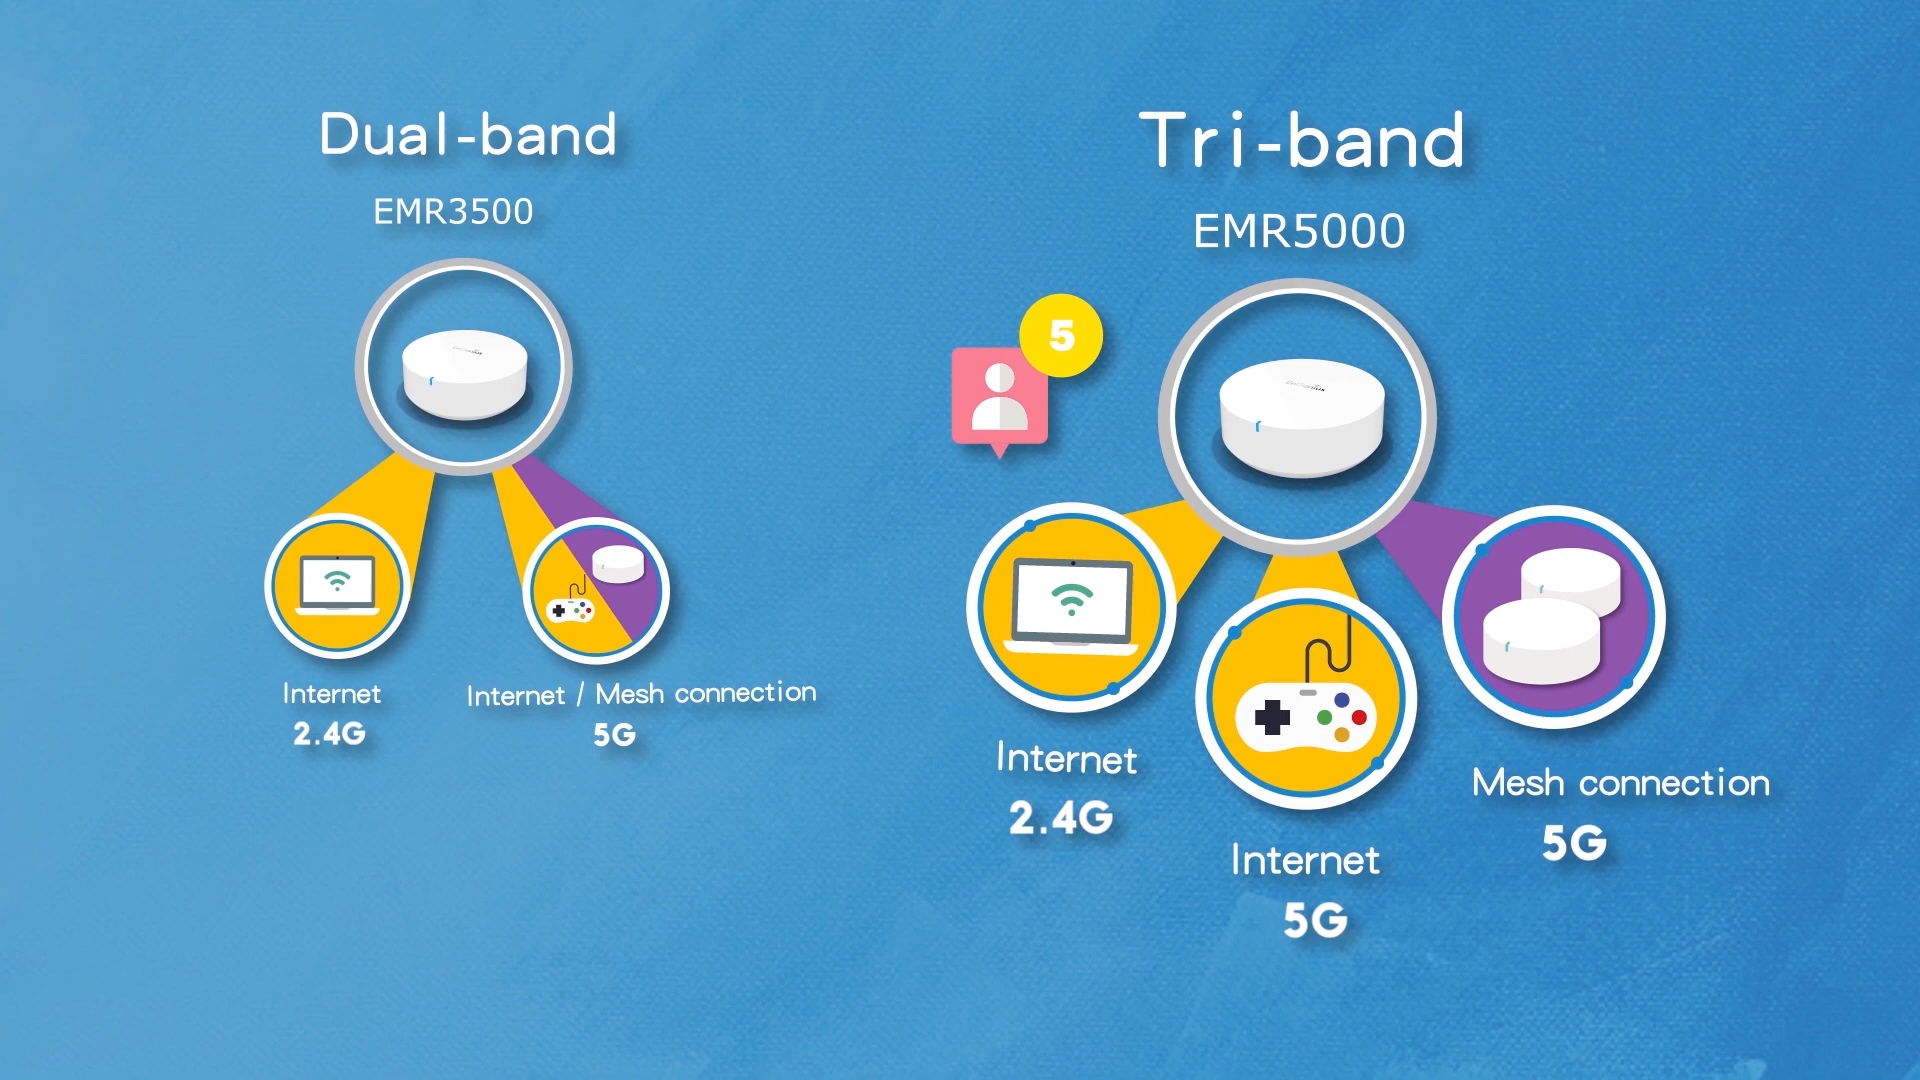 Dual-band
EMR3500
Internet
2.4G
Internet / Mesh connection
5G
Tri-band
EMR5000
5
Internet
2.4G
Internet
5G
Mesh connection
5G